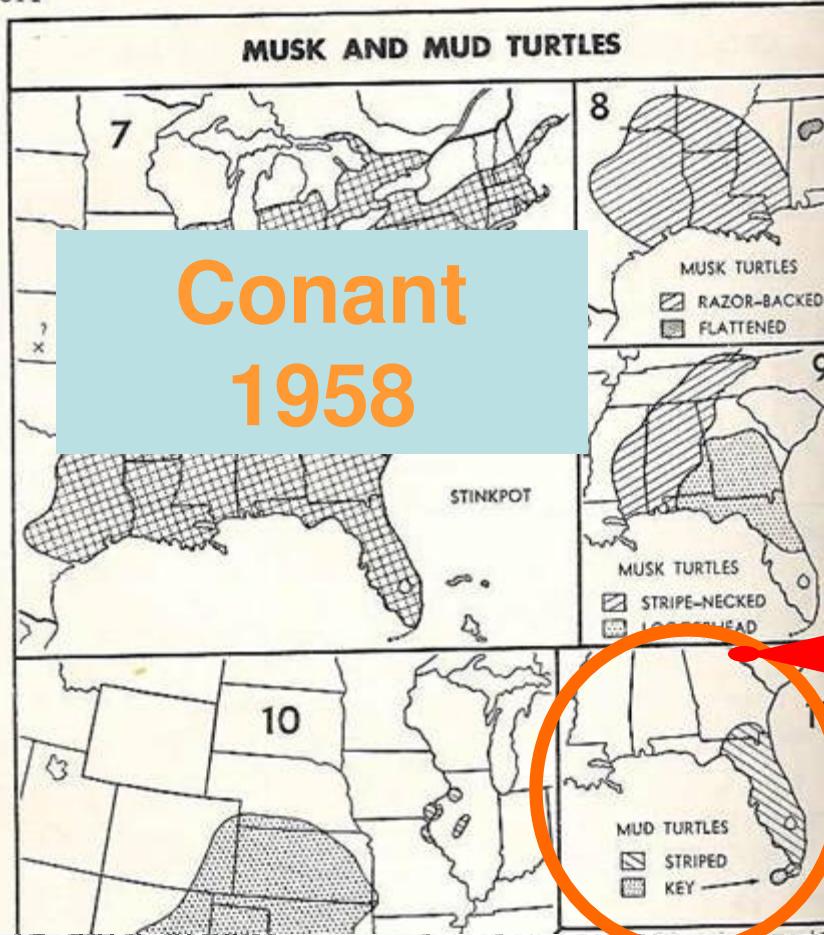 MUSK AND MUD TURTLES
7
8
MUSK TURTLES
RAZOR-BACKED
FLATTENED
Conant
1958
?
x
STINKPOT
9
MUSK TURTLES
STRIPE-NECKED
10
MUD TURTLES
STRIPED
KEY